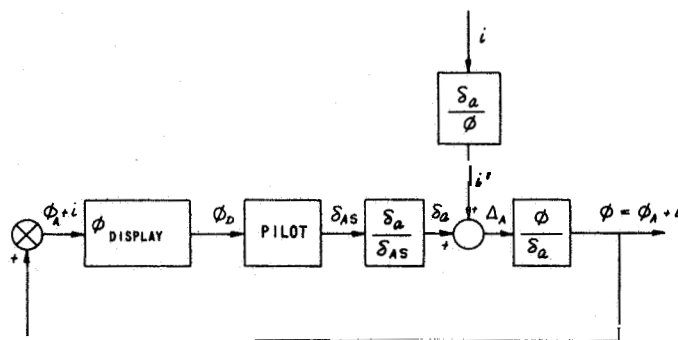 i
δa
ϕ
i'
ϕA+i
ϕ DISPLAY
ϕD
PILOT
δAS
δa
δAS
δa
+
+
ΔA
ϕ
δa
ϕ = ϕA + i
+